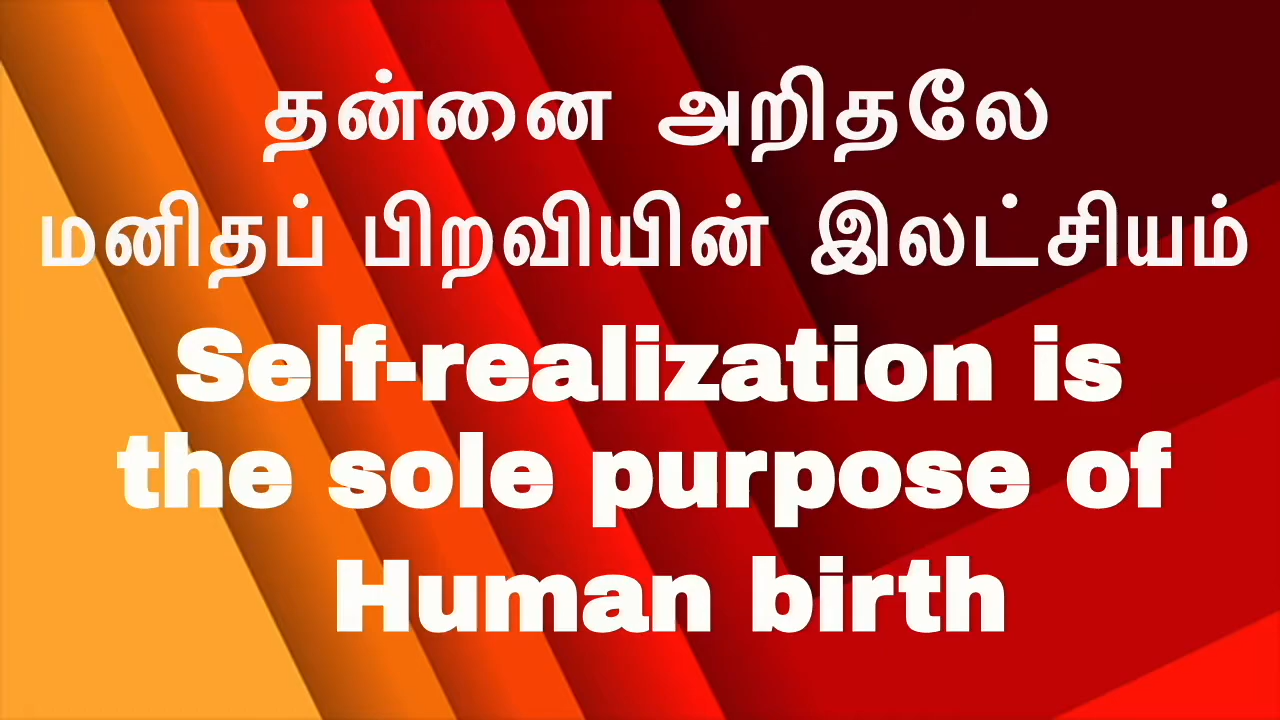 தன்னை அறிதலே
மனிதப் பிறவியின் இலட்சியம்
Self-realization is
the sole purpose of
Human birth